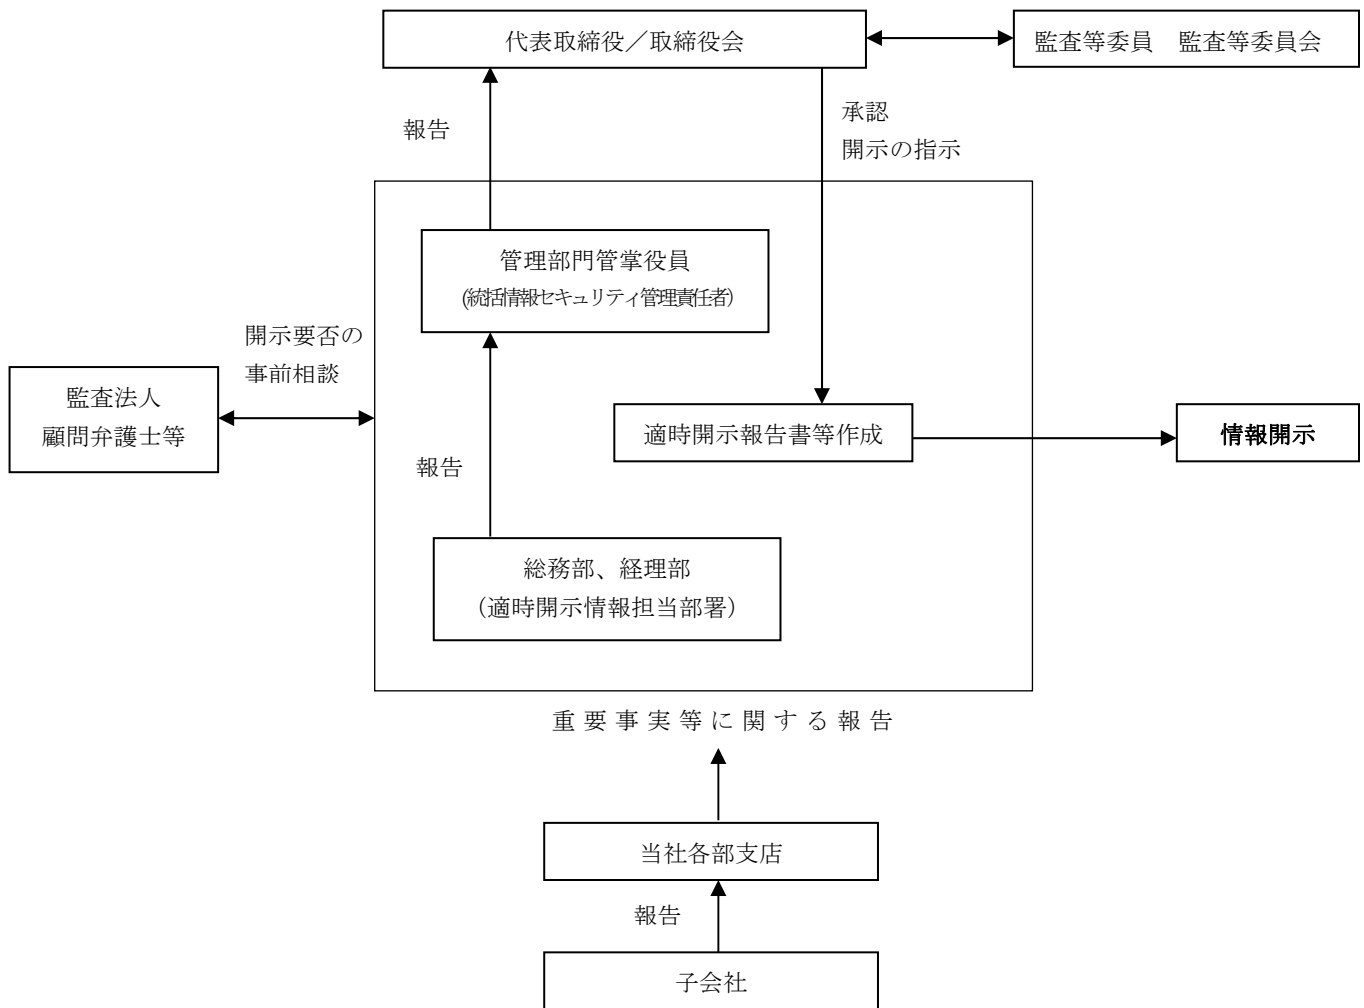 代表取締役／取締役会
監査等委員　監査等委員会
報告
承認
開示の指示
管理部門管掌役員
(統括情報セキュリティ管理責任者)
開示要否の
事前相談
監査法人
顧問弁護士等
適時開示報告書等作成
情報開示
報告
総務部、経理部
（適時開示情報担当部署）
重要事実等に関する報告
当社各部支店
報告
子会社